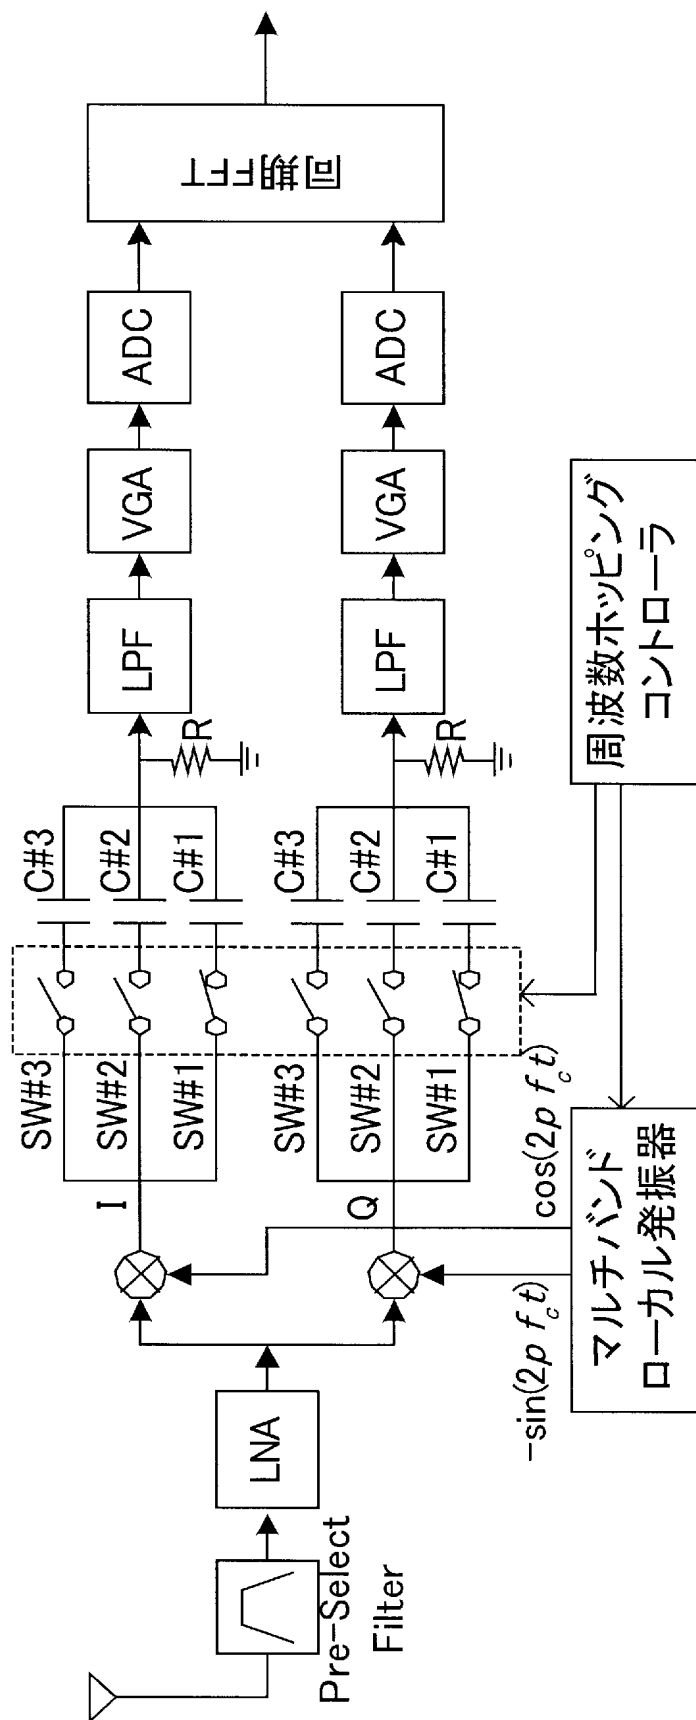 Pre-Select
Filter
LNA
I
Q
SW#3
SW#2
SW#1
SW#3
SW#2
SW#1
C#3
C#2
C#1
C#3
C#2
C#1
R
R
LPF
VGA
ADC
LPF
VGA
ADC
同期FFT
-sin(2p f_c t)
cos(2p f_c t)
マルチバンド
ローカル発振器
周波数ホッピング
コントローラ